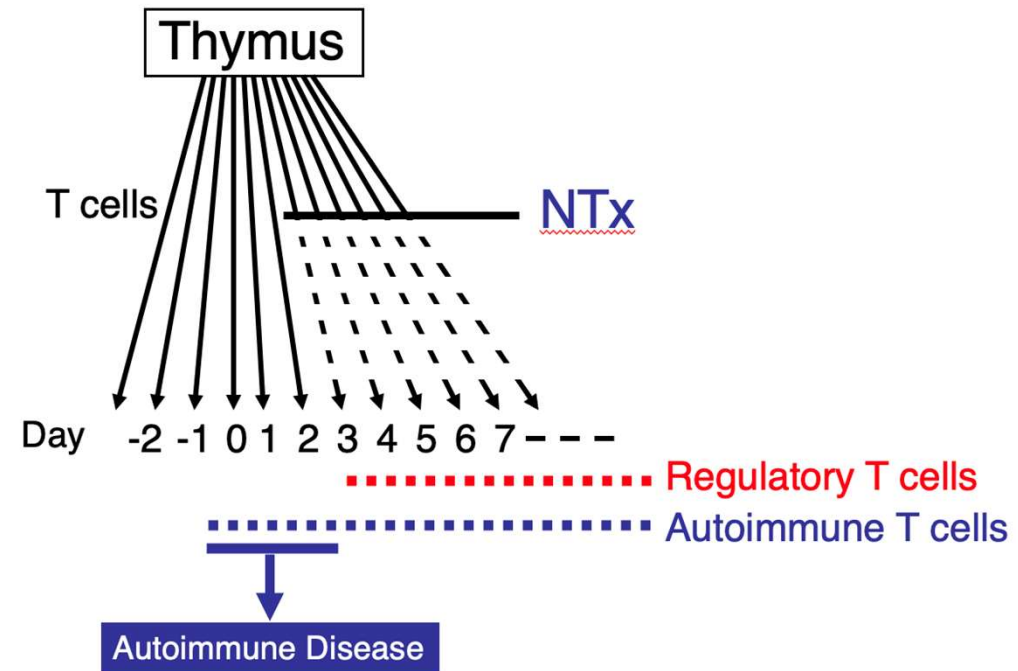 Thymus
T cells
NTx
Day -2 -1 0 1 2 3 4 5 6 7 - - -
Regulatory T cells
Autoimmune T cells
Autoimmune Disease